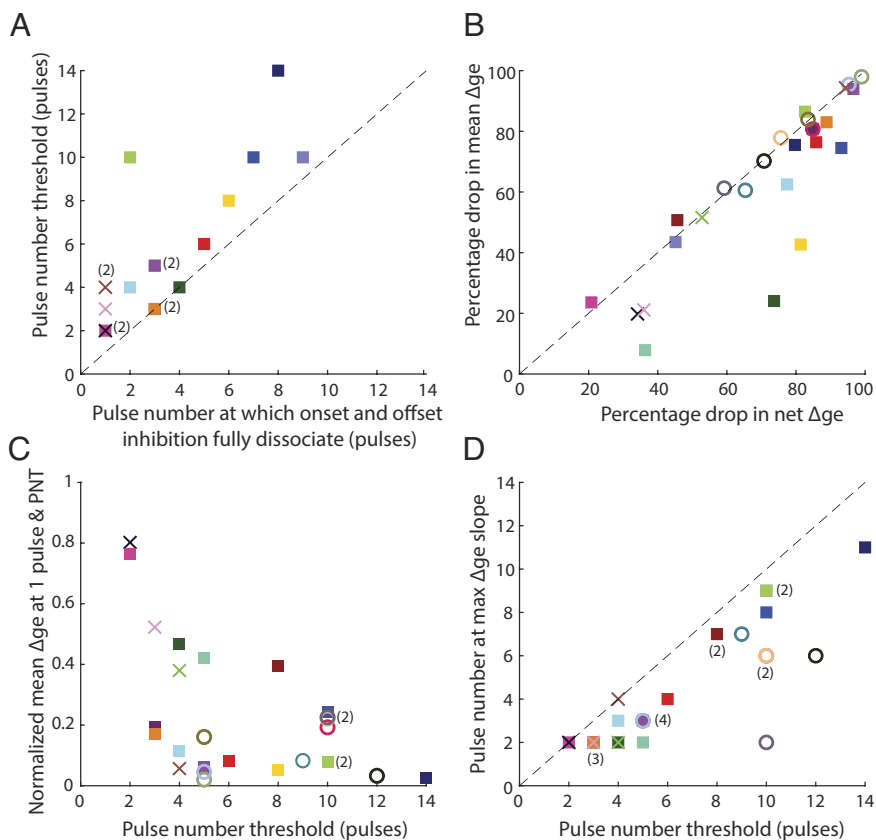 A
Pulse number threshold (pulses)
14
12
10
8
6
4
2
0
(2)
(2)
(2)
(2)
0 2 4 6 8 10 12 14
Pulse number at which onset and offset
inhibition fully dissociate (pulses)
B
Percentage drop in mean Δge
100
80
60
40
20
0
0 20 40 60 80 100
Percentage drop in net Δge
C
Normalized mean Δge at 1 pulse & PNT
1
0.8
0.6
0.4
0.2
0
(2)
(2)
0 2 4 6 8 10 12 14
Pulse number threshold (pulses)
D
Pulse number at max Δge slope
14
12
10
8
6
4
2
0
(2)
(2)
(2)
(4)
(3)
0 2 4 6 8 10 12 14
Pulse number threshold (pulses)